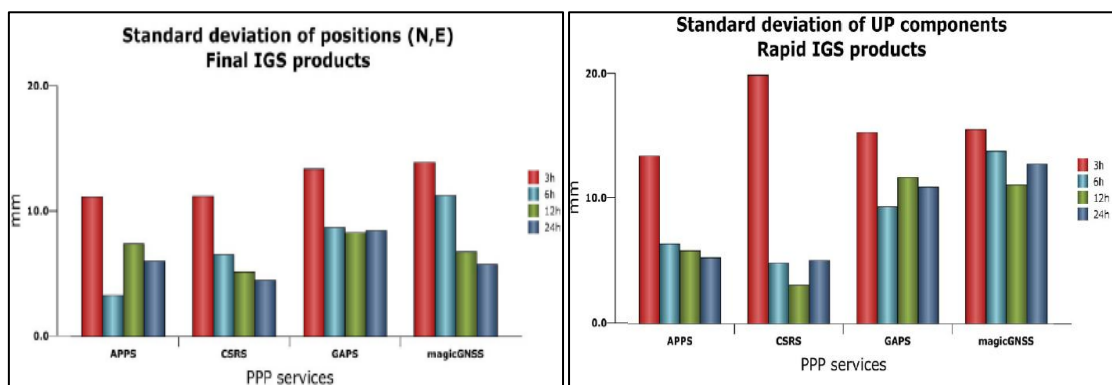 Standard deviation of positions (N,E)
Final IGS products
20.0
10.0
0.0
mm
APPS
CSRS
GAPS
magicGNSS
PPP services
3h
6h
12h
24h
Standard deviation of UP components
Rapid IGS products
20.0
10.0
0.0
mm
APPS
CSRS
GAPS
magicGNSS
PPP services
3h
6h
12h
24h